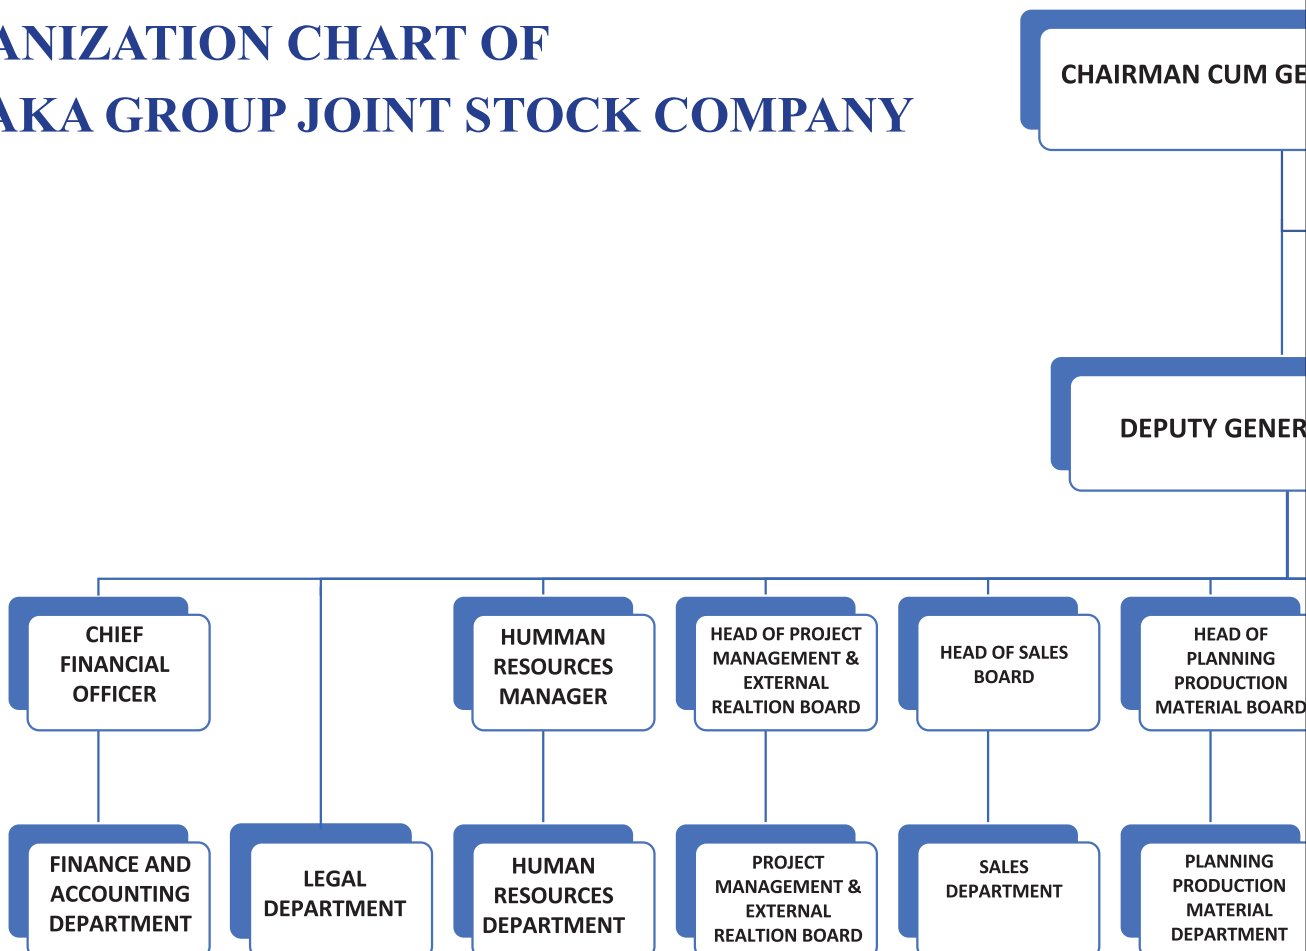 ANIZATION CHART OF
AKA GROUP JOINT STOCK COMPANY
CHAIRMAN CUM GE
DEPUTY GENER
CHIEF
FINANCIAL
OFFICER
HUMMAN
RESOURCES
MANAGER
HEAD OF PROJECT
MANAGEMENT &
EXTERNAL
REALTION BOARD
HEAD OF SALES
BOARD
HEAD OF
PLANNING
PRODUCTION
MATERIAL BOARD
FINANCE AND
ACCOUNTING
DEPARTMENT
LEGAL
DEPARTMENT
HUMAN
RESOURCES
DEPARTMENT
PROJECT
MANAGEMENT &
EXTERNAL
REALTION BOARD
SALES
DEPARTMENT
PLANNING
PRODUCTION
MATERIAL
DEPARTMENT